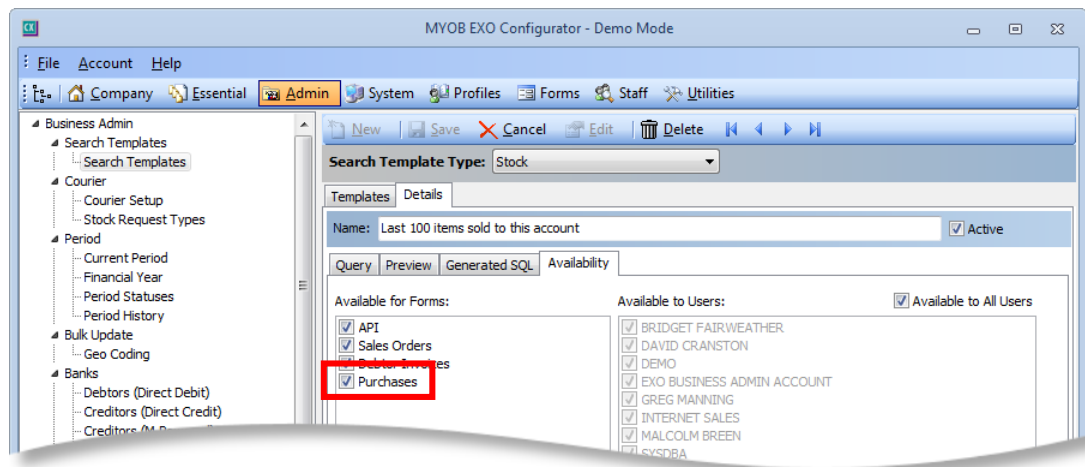 CX
MYOB EXO Configurator - Demo Mode
File Account Help
Company Essential Admin System Profiles Forms Staff Utilities
Business Admin
Search Templates
Search Templates
Courier
Courier Setup
Stock Request Types
Period
Current Period
Financial Year
Period Statuses
Period History
Bulk Update
Geo Coding
Banks
Debtors (Direct Debit)
Creditors (Direct Credit)
Creditors
New Save Cancel Edit Delete
Search Template Type: Stock
Templates Details
Name: Last 100 items sold to this account Active
Query Preview Generated SQL Availability
Available for Forms:
API
Sales Orders
Debtor Invoices
Purchases
Available to Users: Available to All Users
BRIDGET FAIRWEATHER
DAVID CRANSTON
DEMO
EXO BUSINESS ADMIN ACCOUNT
GREG MANNING
INTERNET SALES
MALCOLM BREEN
SYSDBA